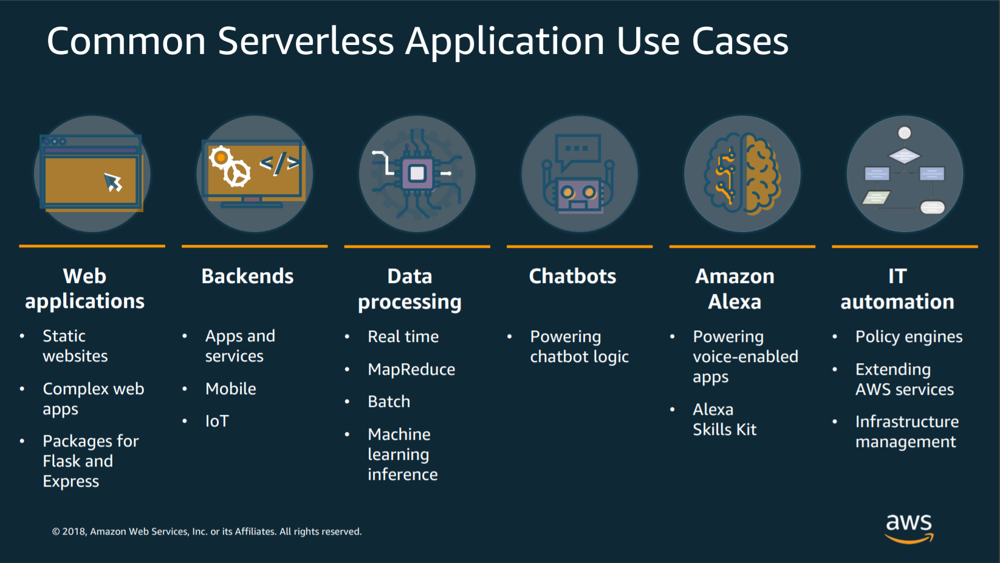 Common Serverless Application Use Cases
</>
Web
applications
• Static
websites
• Complex web
apps
• Packages for
Flask and
Express
Backends
• Apps and
services
• Mobile
• IoT
Data
processing
• Real time
• MapReduce
• Batch
• Machine
learning
inference
Chatbots
• Powering
chatbot logic
Amazon
Alexa
• Powering
voice-enabled
apps
• Alexa
Skills Kit
IT
automation
• Policy engines
• Extending
AWS services
• Infrastructure
management
© 2018, Amazon Web Services, Inc. or its Affiliates. All rights reserved.
aws